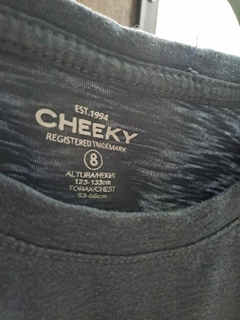 EST.1994
CHEEKY
REGISTERED TRADEMARK
8
ALTURA/HEIGHT
123-133cm
TORAX/CHEST
63-66cm